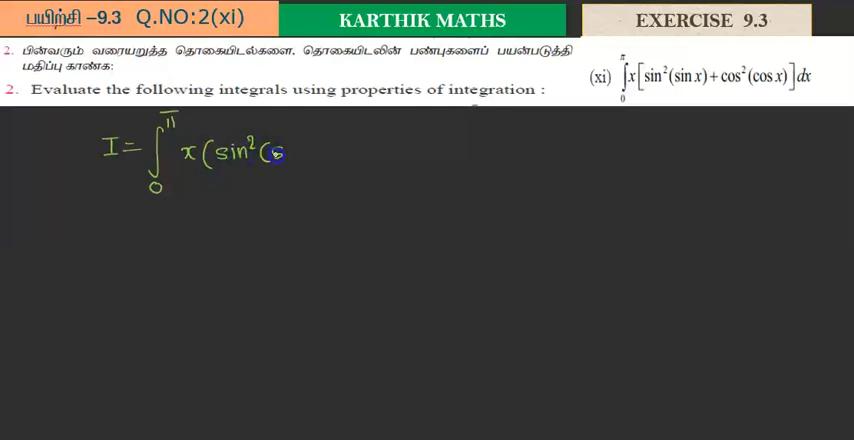 பயிற்சி –9.3 Q.NO:2(xi)
KARTHIK MATHS
EXERCISE 9.3
2. பின்வரும் வரையறுத்த தொகையிடல்களை, தொகையிடலின் பண்புகளைப் பயன்படுத்தி
மதிப்பு காண்க:
2. Evaluate the following integrals using properties of integration :
(xi) ∫₀^π x[sin²(sin x)+cos²(cos x)]dx
I = ∫₀^π x(sin²(s